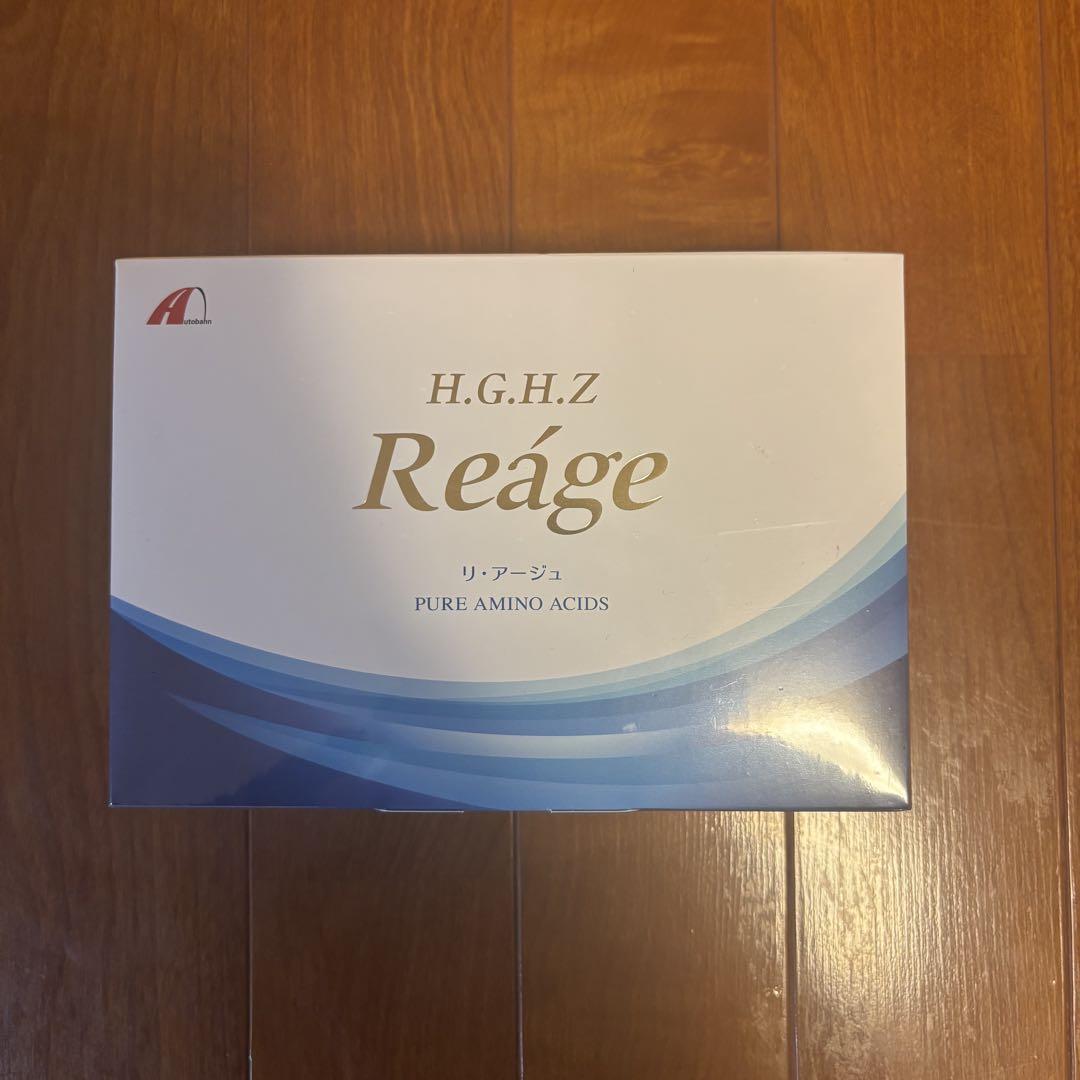 Autobahn
H.G.H.Z
Reáge
リ・アージュ
PURE AMINO ACIDS